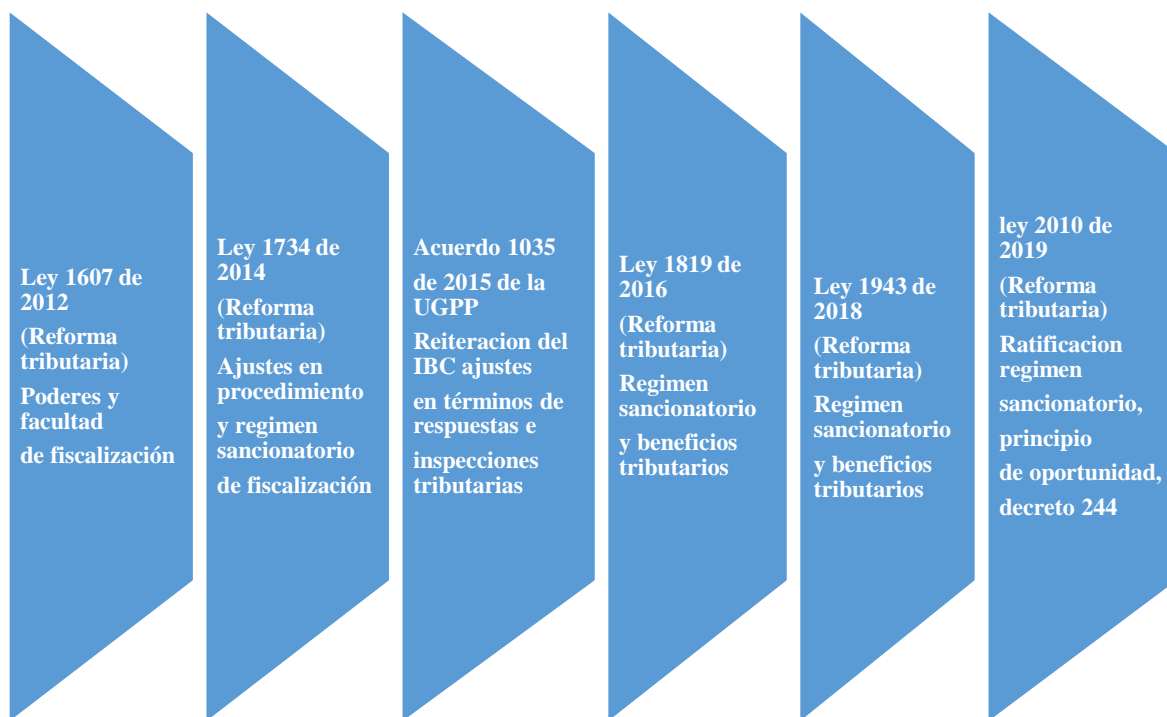 Ley 1607 de
2012
(Reforma
tributaria)
Poderes y
facultad
de fiscalización
Ley 1734 de
2014
(Reforma
tributaria)
Ajustes en
procedimiento
y regimen
sancionatorio
de fiscalización
Acuerdo 1035
de 2015 de la
UGPP
Reiteracion del
IBC ajustes
en términos de
respuestas e
inspecciones
tributarias
Ley 1819 de
2016
(Reforma
tributaria)
Regimen
sancionatorio
y beneficios
tributarios
Ley 1943 de
2018
(Reforma
tributaria)
Regimen
sancionatorio
y beneficios
tributarios
ley 2010 de
2019
(Reforma
tributaria)
Ratificacion
regimen
sancionatorio,
principio
de oportunidad,
decreto 244